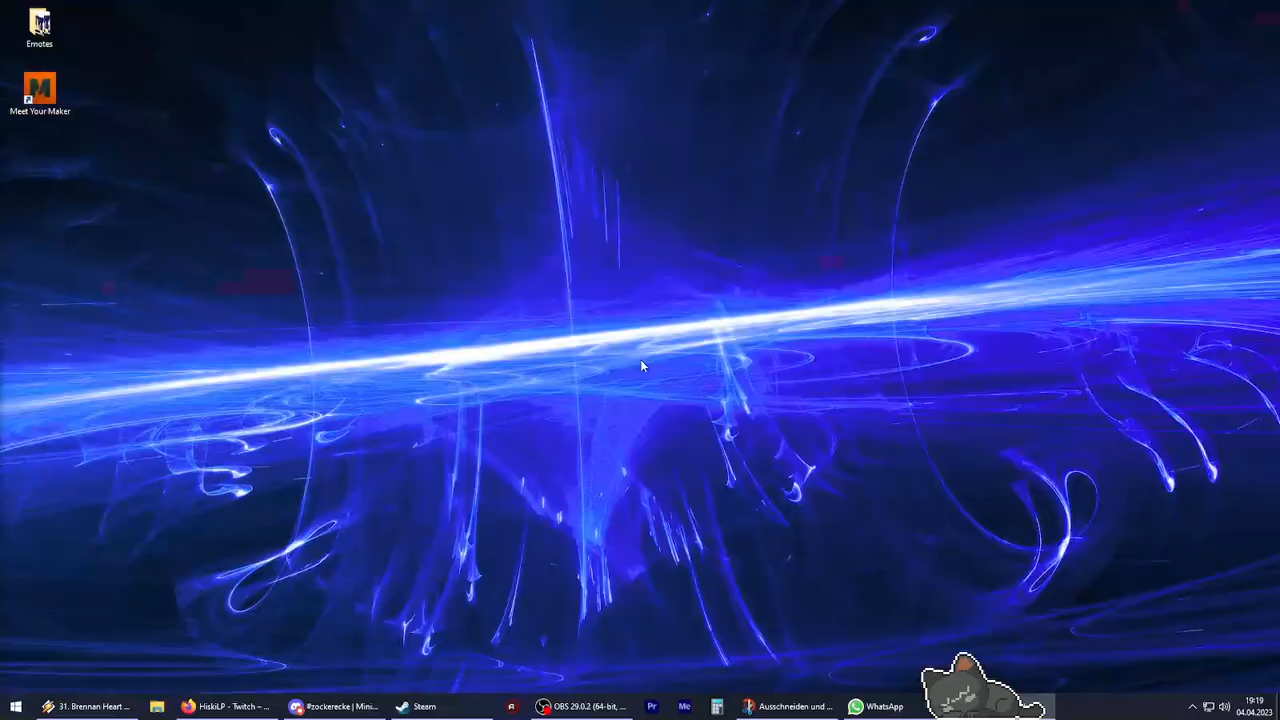 Emotes
Meet Your Maker
31. Brennan Heart ...
HiskiLP - Twitch – ...
#zockerecke | Mini...
Steam
OBS 29.0.2 (64-bit, ...
Pr
Me
Ausschneiden und ...
WhatsApp
19:19
04.04.2023